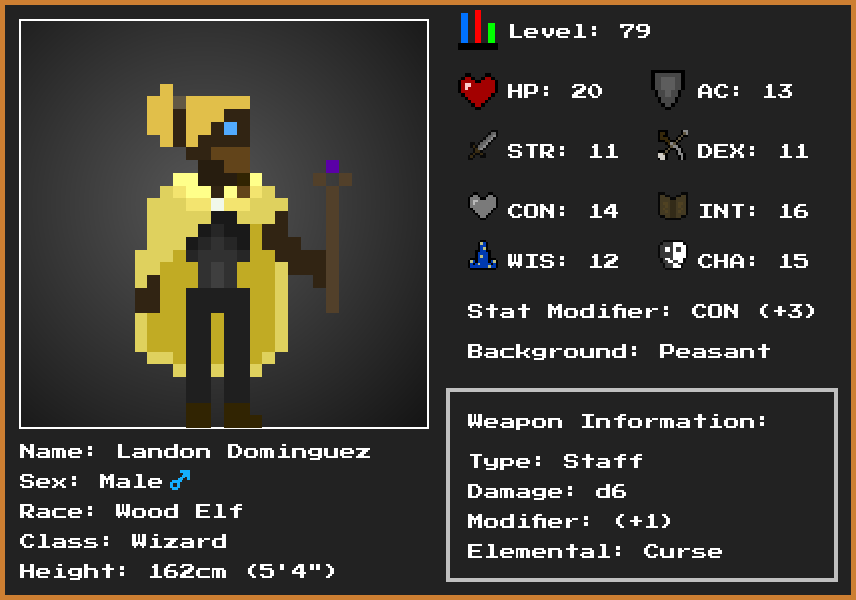 Level: 79
HP: 20 AC: 13
STR: 11 DEX: 11
CON: 14 INT: 16
WIS: 12 CHA: 15
Stat Modifier: CON (+3)
Background: Peasant
Weapon Information:
Type: Staff
Damage: d6
Modifier: (+1)
Elemental: Curse
Name: Landon Dominguez
Sex: Male♂
Race: Wood Elf
Class: Wizard
Height: 162cm (5'4")